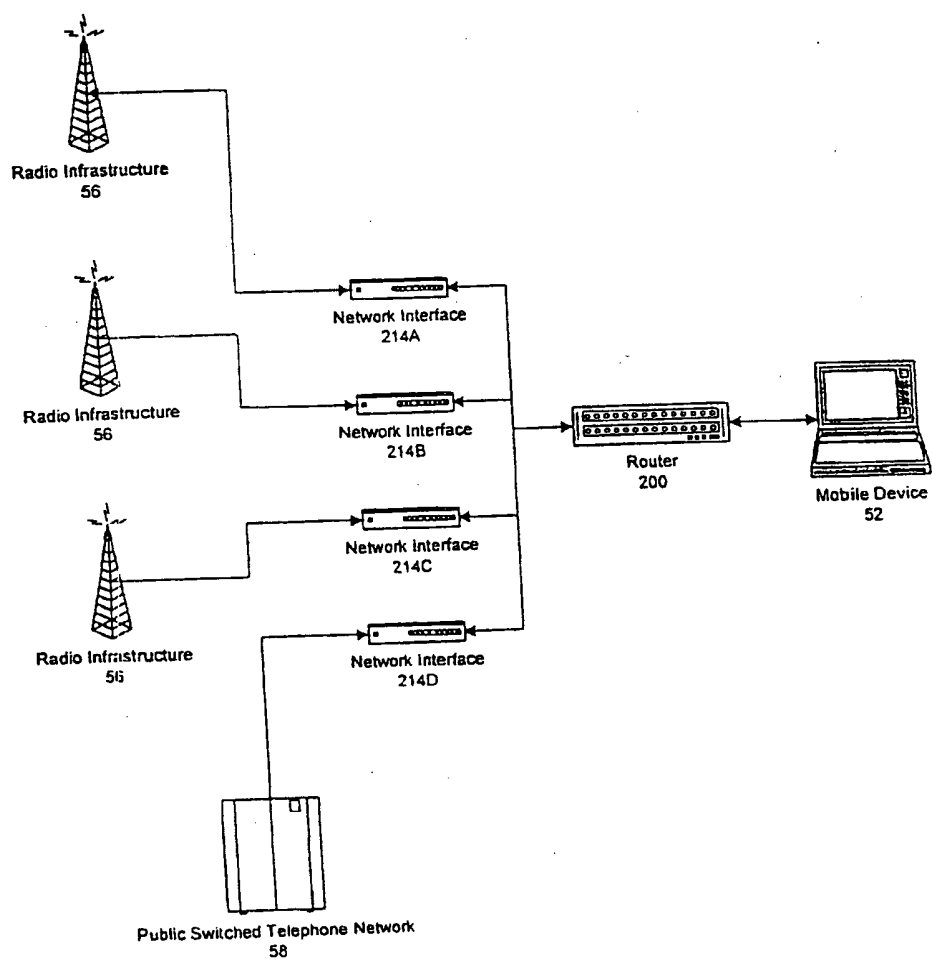 Radio Infrastructure
56
Network Interface
214A
Radio Infrastructure
56
Network Interface
214B
Router
200
Mobile Device
52
Network Interface
214C
Radio Infrastructure
56
Network Interface
214D
Public Switched Telephone Network
58